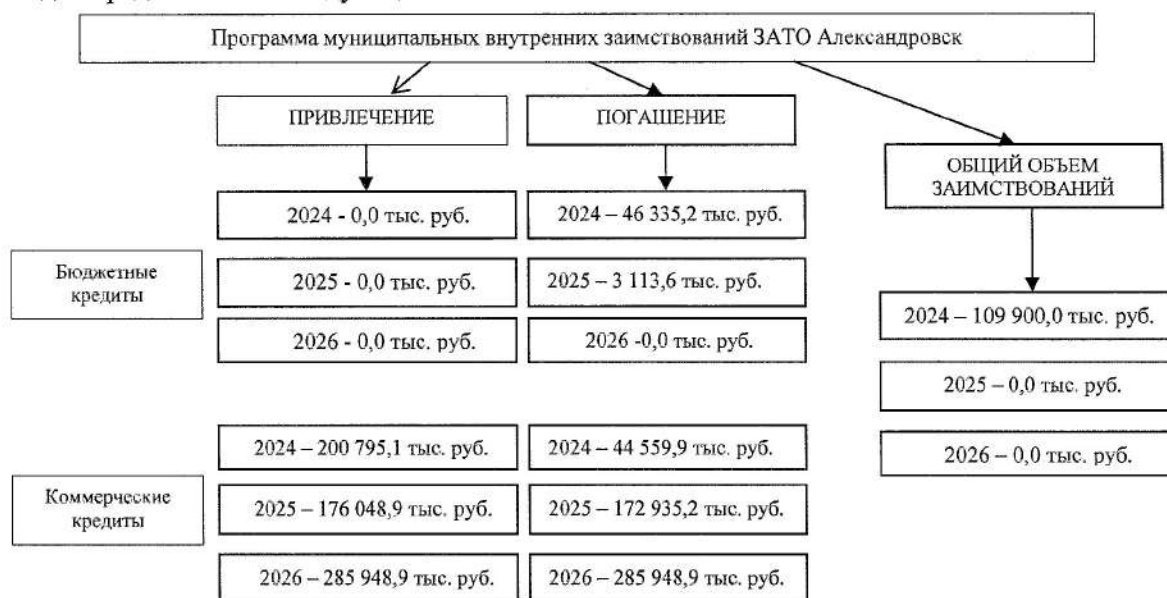 Программа муниципальных внутренних заимствований ЗАТО Александровск
ПРИВЛЕЧЕНИЕ
ПОГАШЕНИЕ
ОБЩИЙ ОБЪЕМ
ЗАИМСТВОВАНИЙ
Бюджетные
кредиты
2024 - 0,0 тыс. руб.
2024 – 46 335,2 тыс. руб.
2025 - 0,0 тыс. руб.
2025 – 3 113,6 тыс. руб.
2026 - 0,0 тыс. руб.
2026 -0,0 тыс. руб.
2024 – 109 900,0 тыс. руб.
2025 – 0,0 тыс. руб.
2026 – 0,0 тыс. руб.
Коммерческие
кредиты
2024 – 200 795,1 тыс. руб.
2024 – 44 559,9 тыс. руб.
2025 – 176 048,9 тыс. руб.
2025 – 172 935,2 тыс. руб.
2026 – 285 948,9 тыс. руб.
2026 – 285 948,9 тыс. руб.